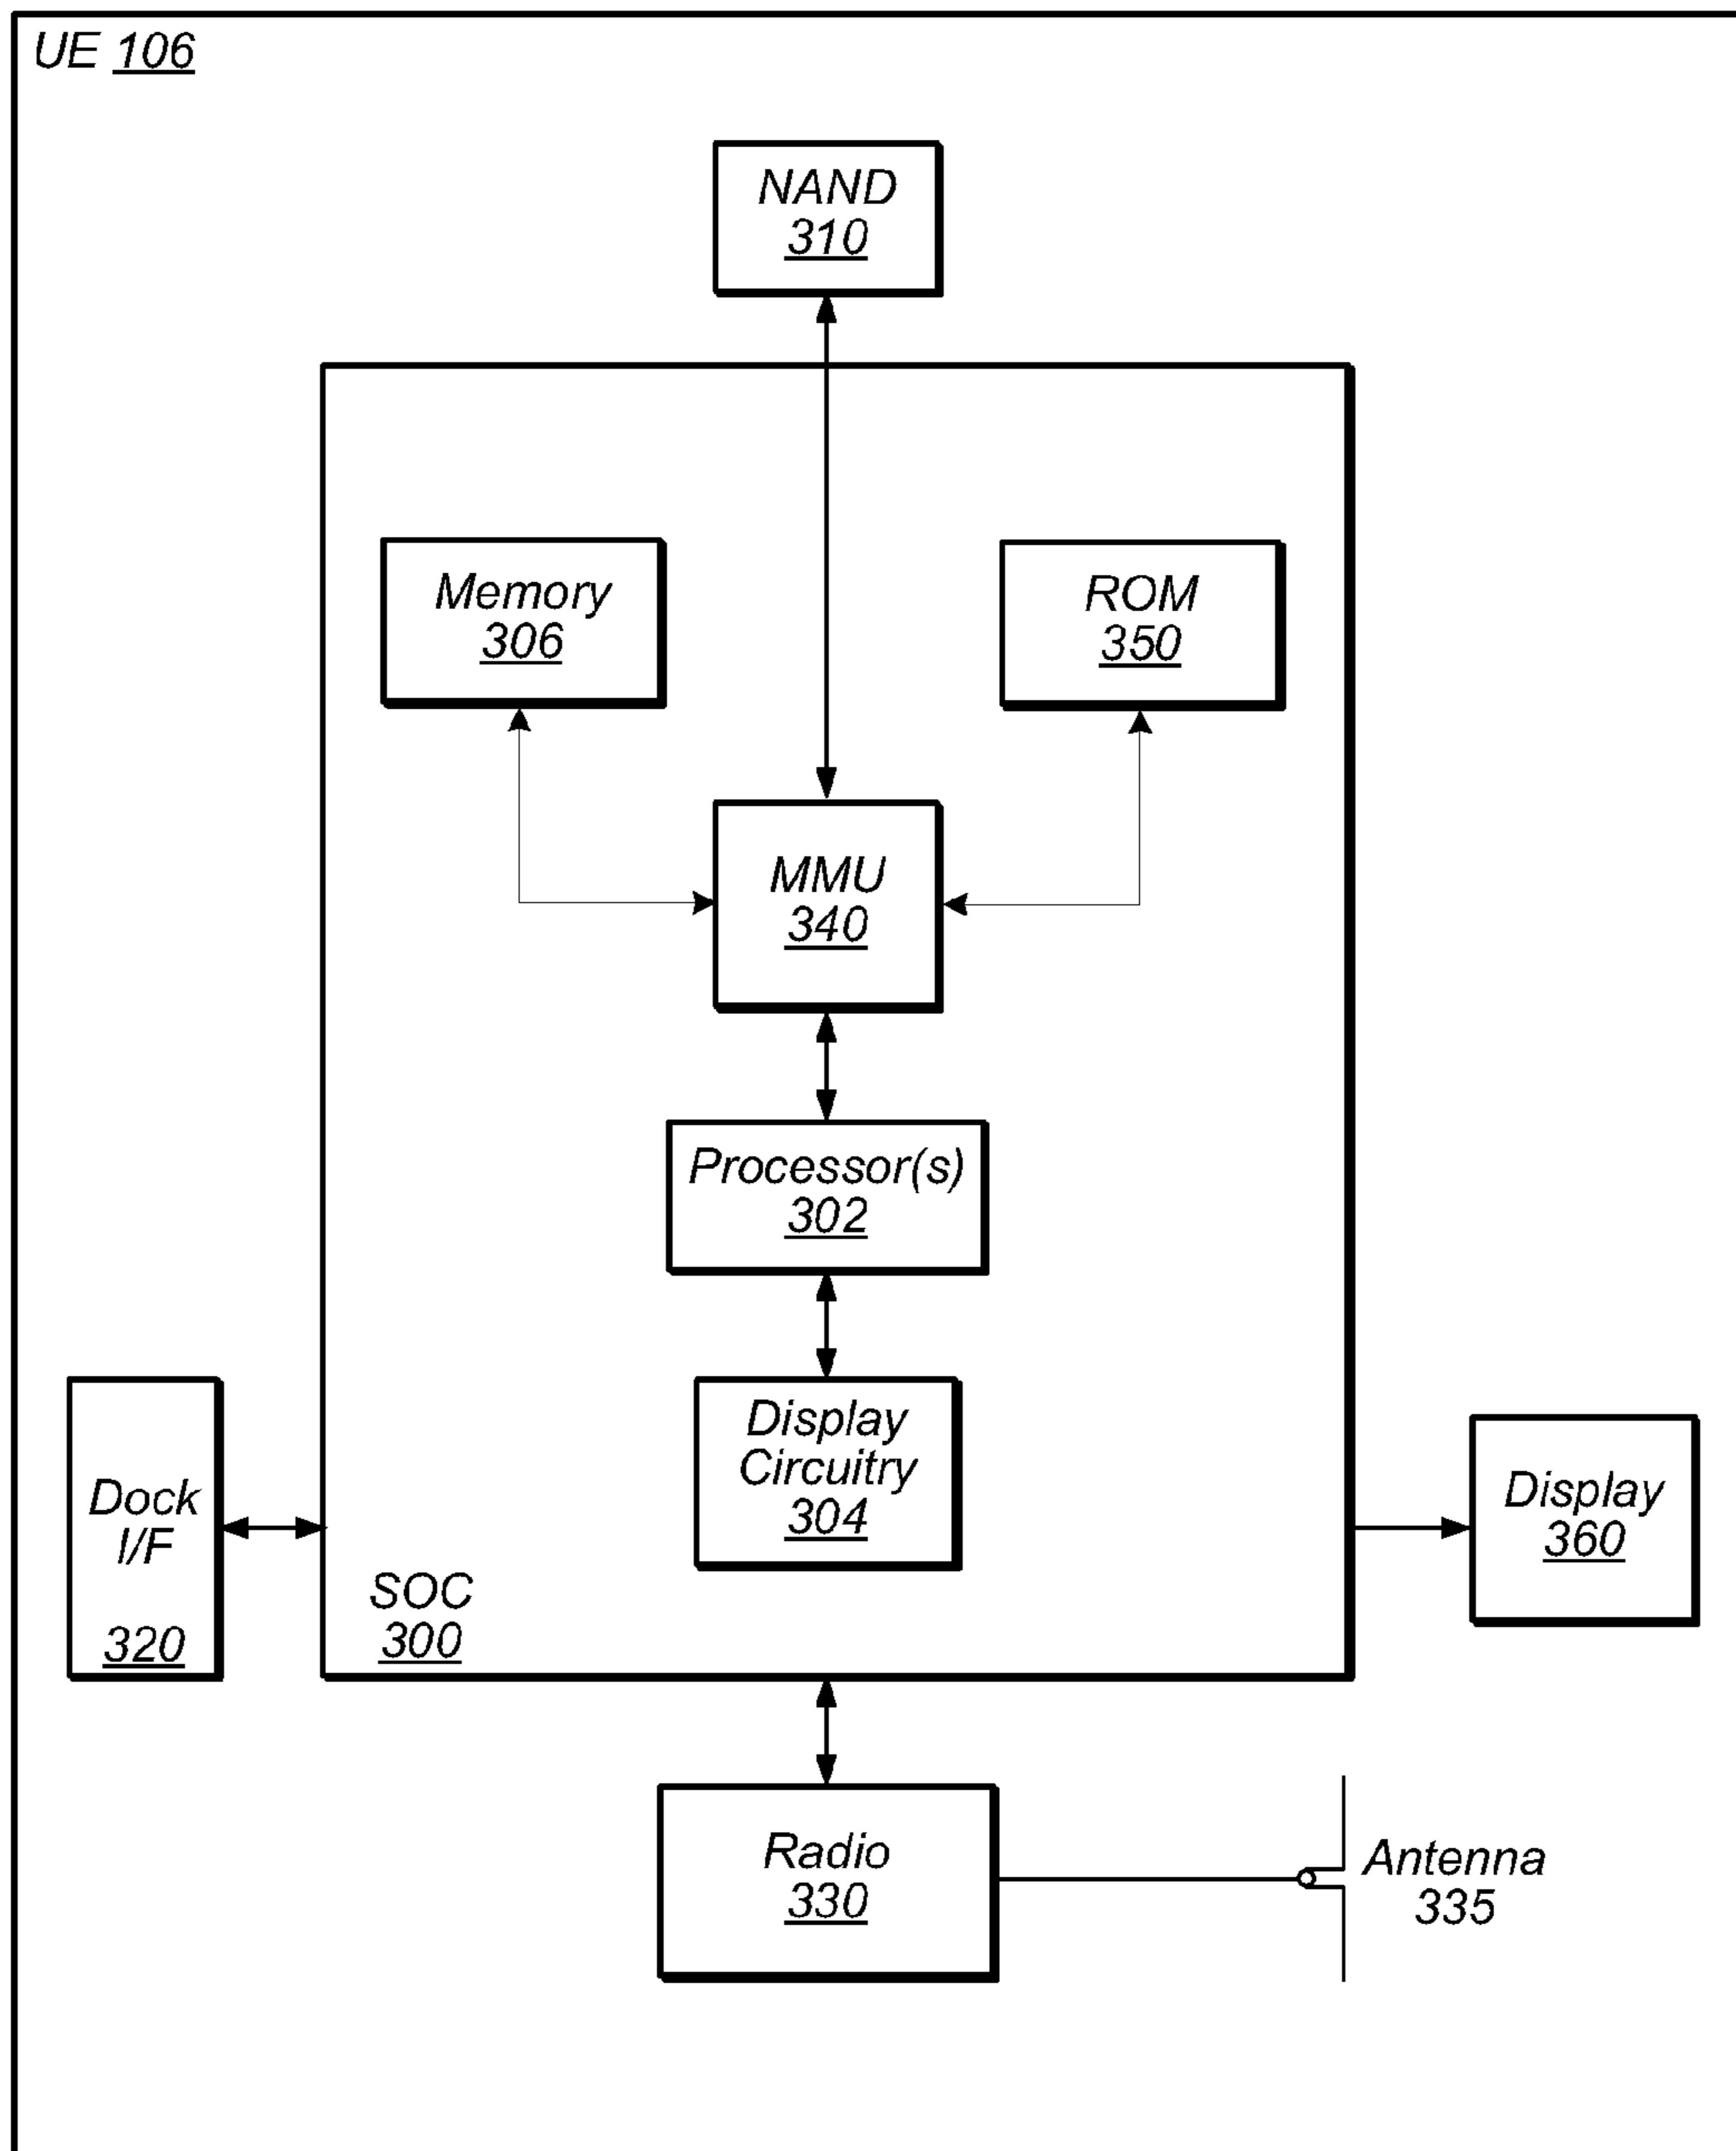 UE 106
NAND
310
Memory
306
ROM
350
MMU
340
Processor(s)
302
Display
Circuitry
304
Dock
I/F
320
SOC
300
Display
360
Radio
330
Antenna
335